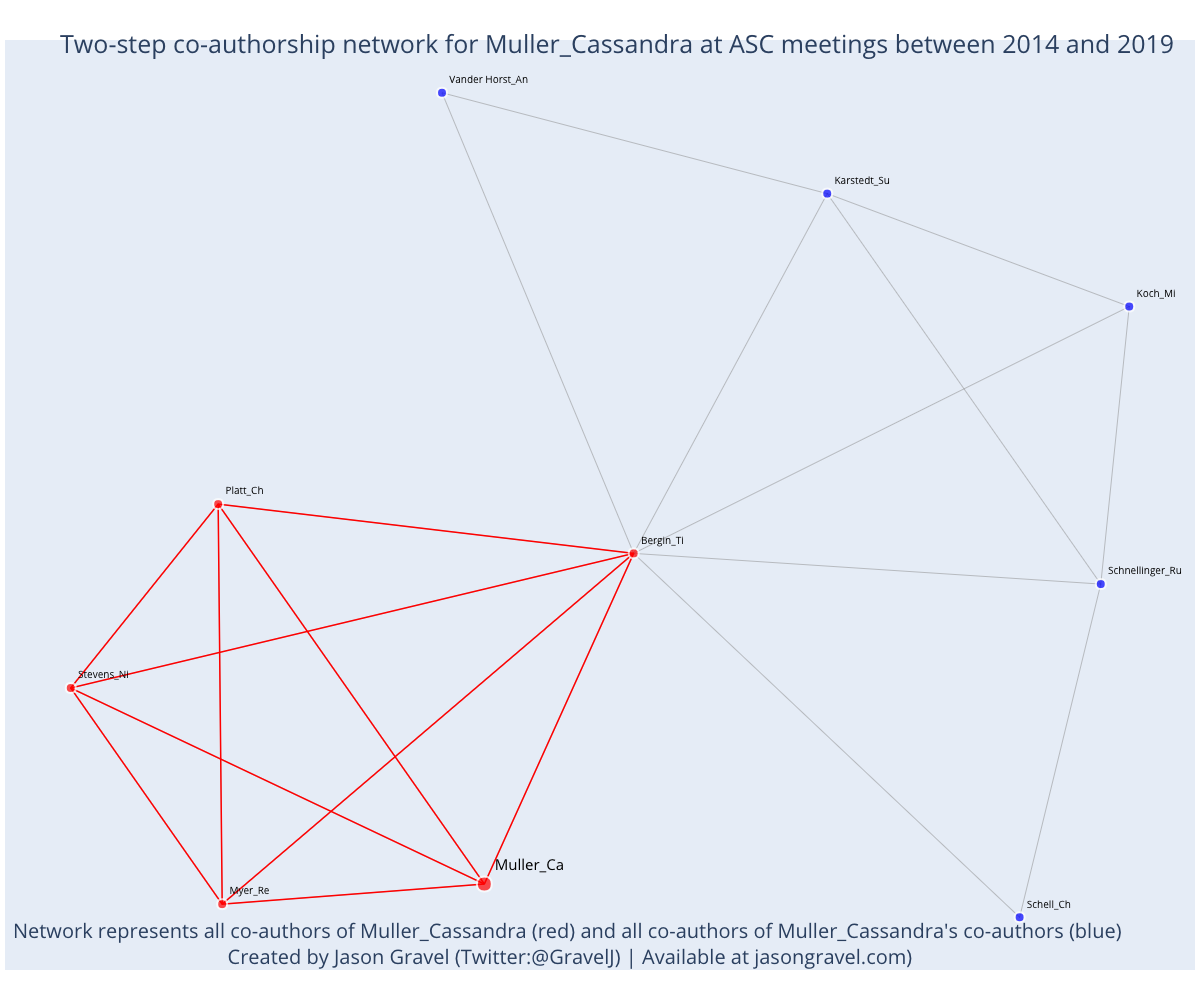 Two-step co-authorship network for Muller_Cassandra at ASC meetings between 2014 and 2019
Vander Horst_An
Karstedt_Su
Koch_Mi
Platt_Ch
Bergin_Ti
Schnellinger_Ru
Stevens_Ni
Muller_Ca
Myer_Re
Schell_Ch
Network represents all co-authors of Muller_Cassandra (red) and all co-authors of Muller_Cassandra's co-authors (blue)
Created by Jason Gravel (Twitter:@GravelJ) | Available at jasongravel.com)